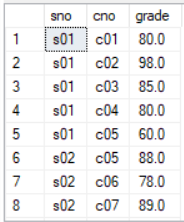 sno cno grade
1 s01 c01 80.0
2 s01 c02 98.0
3 s01 c03 85.0
4 s01 c04 80.0
5 s01 c05 60.0
6 s02 c05 88.0
7 s02 c06 78.0
8 s02 c07 89.0